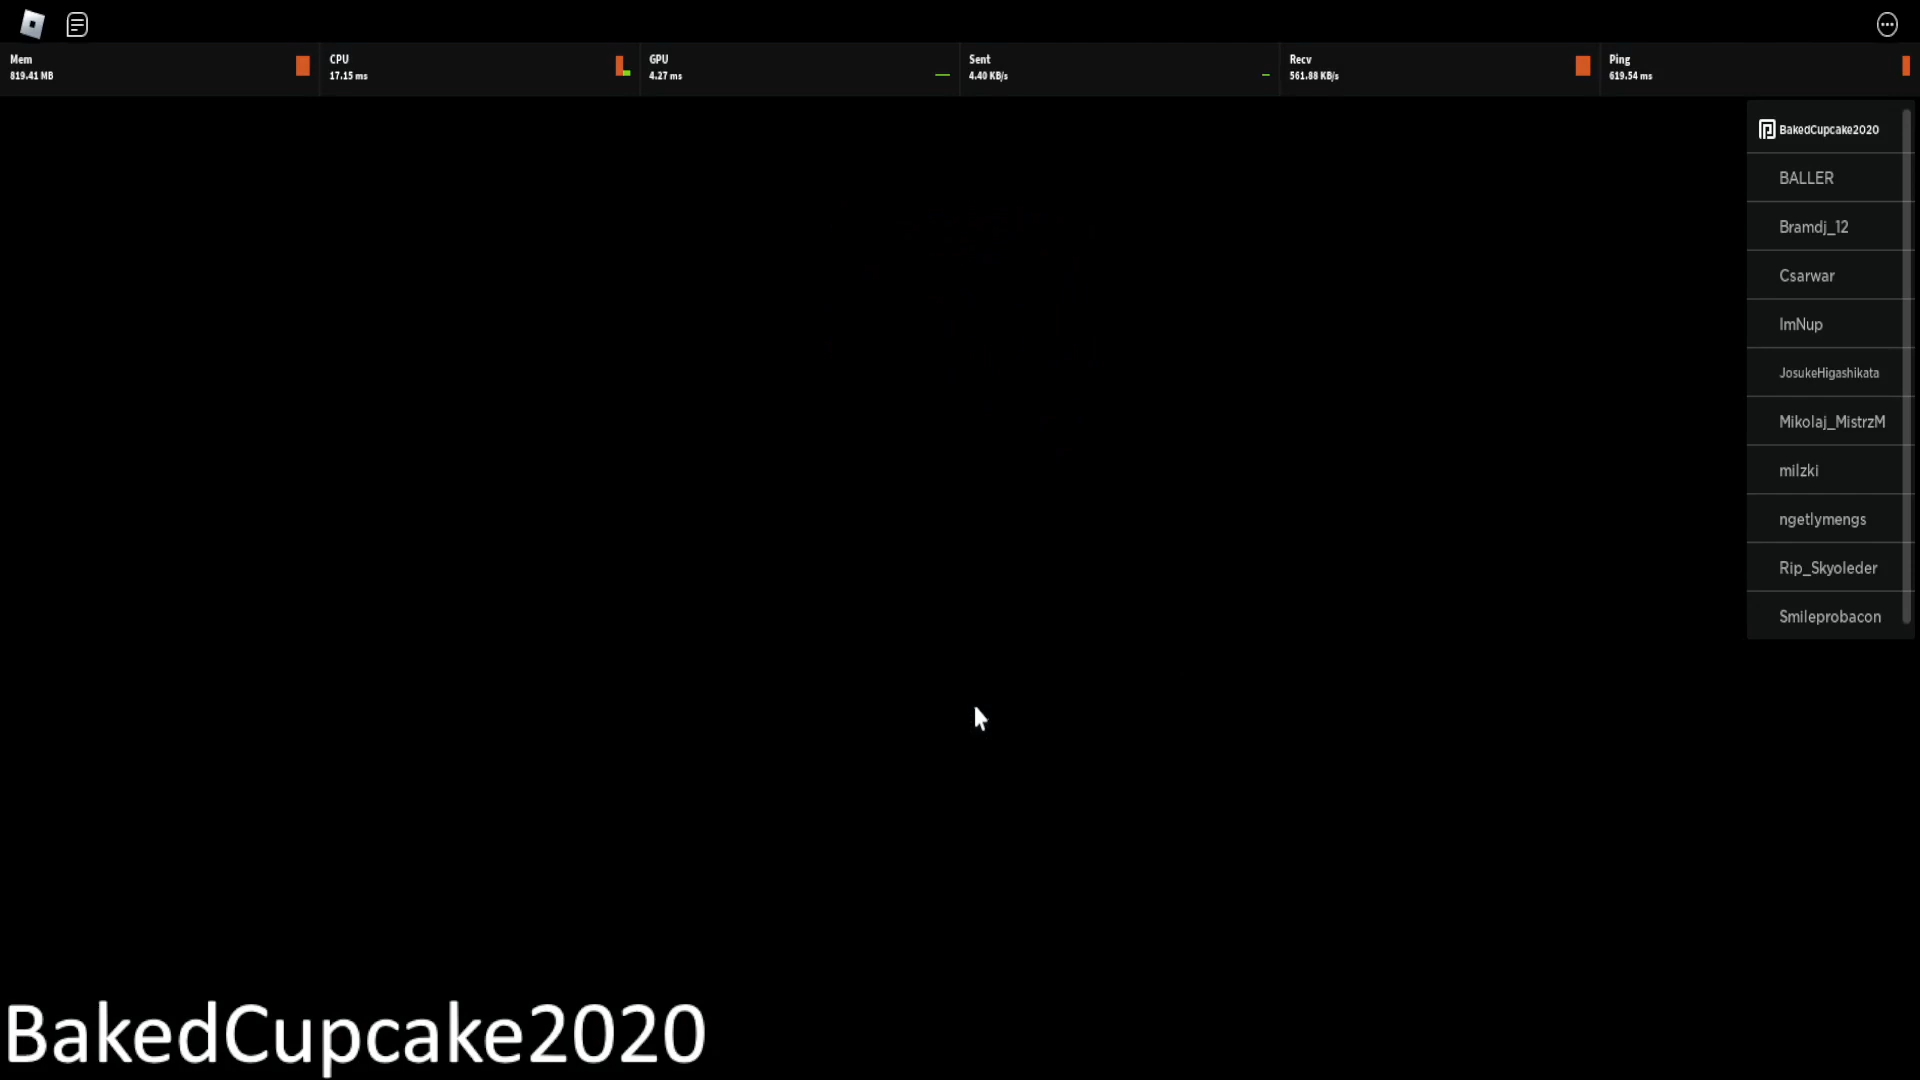 Mem
819.41 MB
CPU
17.15 ms
GPU
4.27 ms
Sent
4.40 KB/s
Recv
561.88 KB/s
Ping
619.54 ms
BakedCupcake2020
BALLER
Bramdj_12
Csarwar
ImNup
JosukeHigashikata
Mikolaj_MistrzM
milzki
ngetlymengs
Rip_Skyoleder
Smileprobacon
BakedCupcake2020